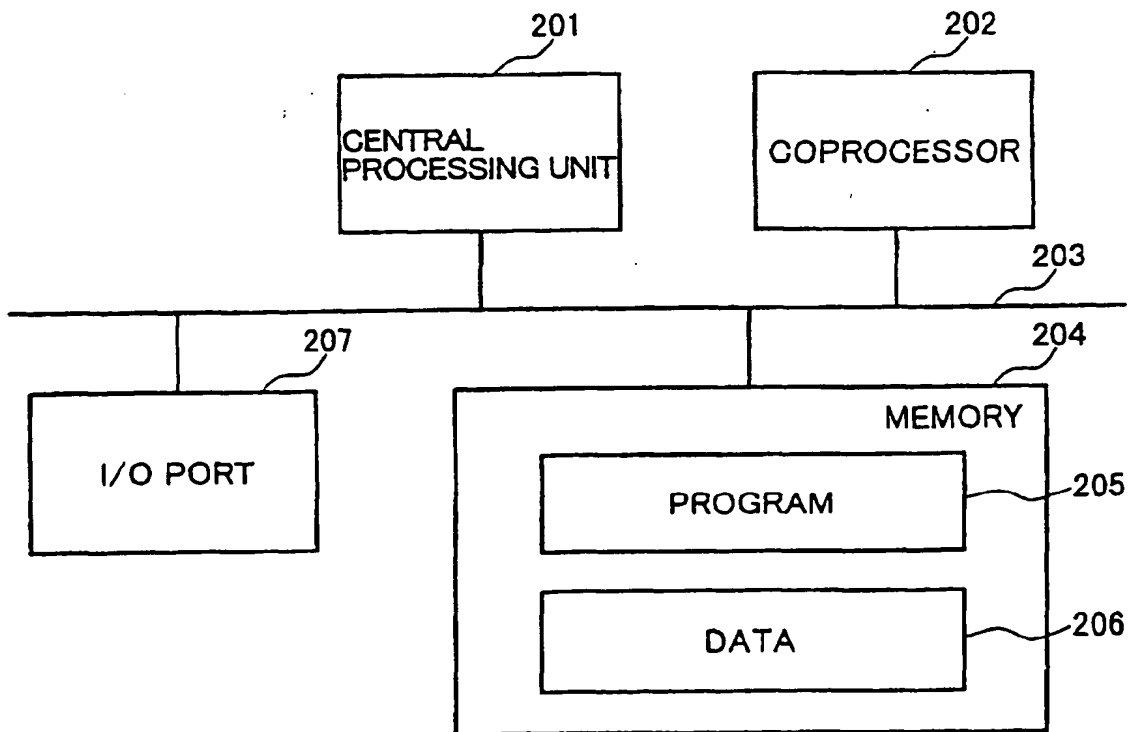 201
202
CENTRAL
PROCESSING UNIT
COPROCESSOR
203
207
204
I/O PORT
MEMORY
PROGRAM
205
DATA
206